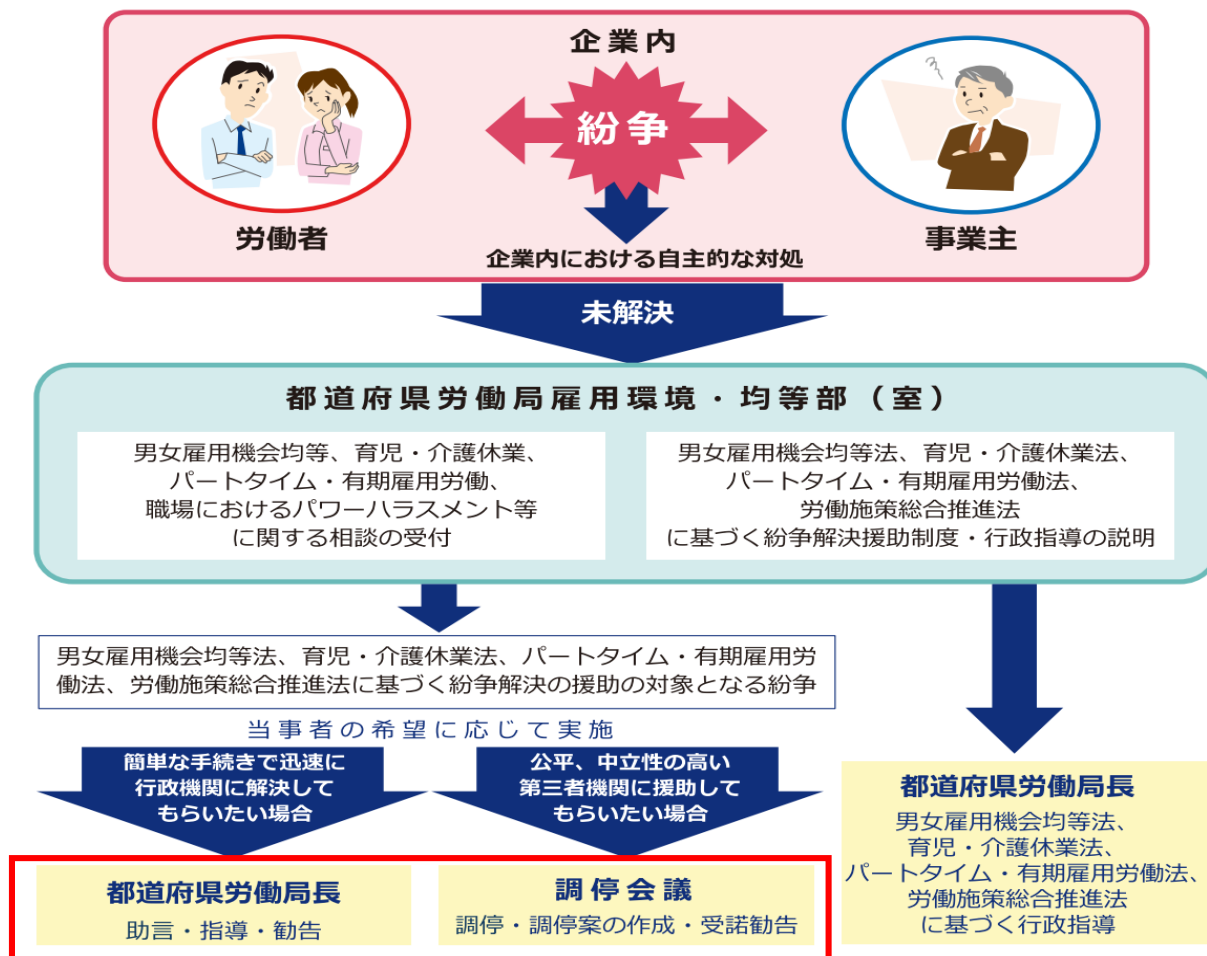 企業内
紛争
労働者
事業主
企業内における自主的な対処
未解決
都道府県労働局雇用環境・均等部（室）
男女雇用機会均等、育児・介護休業、
パートタイム・有期雇用労働、
職場におけるパワーハラスメント等
に関する相談の受付
男女雇用機会均等法、育児・介護休業法、
パートタイム・有期雇用労働法、
労働施策総合推進法
に基づく紛争解決援助制度・行政指導の説明
男女雇用機会均等法、育児・介護休業法、パートタイム・有期雇用労
働法、労働施策総合推進法に基づく紛争解決の援助の対象となる紛争
当事者の希望に応じて実施
簡単な手続きで迅速に
行政機関に解決して
もらいたい場合
公平、中立性の高い
第三者機関に援助して
もらいたい場合
都道府県労働局長
助言・指導・勧告
調停会議
調停・調停案の作成・受諾勧告
都道府県労働局長
男女雇用機会均等法、
育児・介護休業法、
パートタイム・有期雇用労働法、
労働施策総合推進法
に基づく行政指導